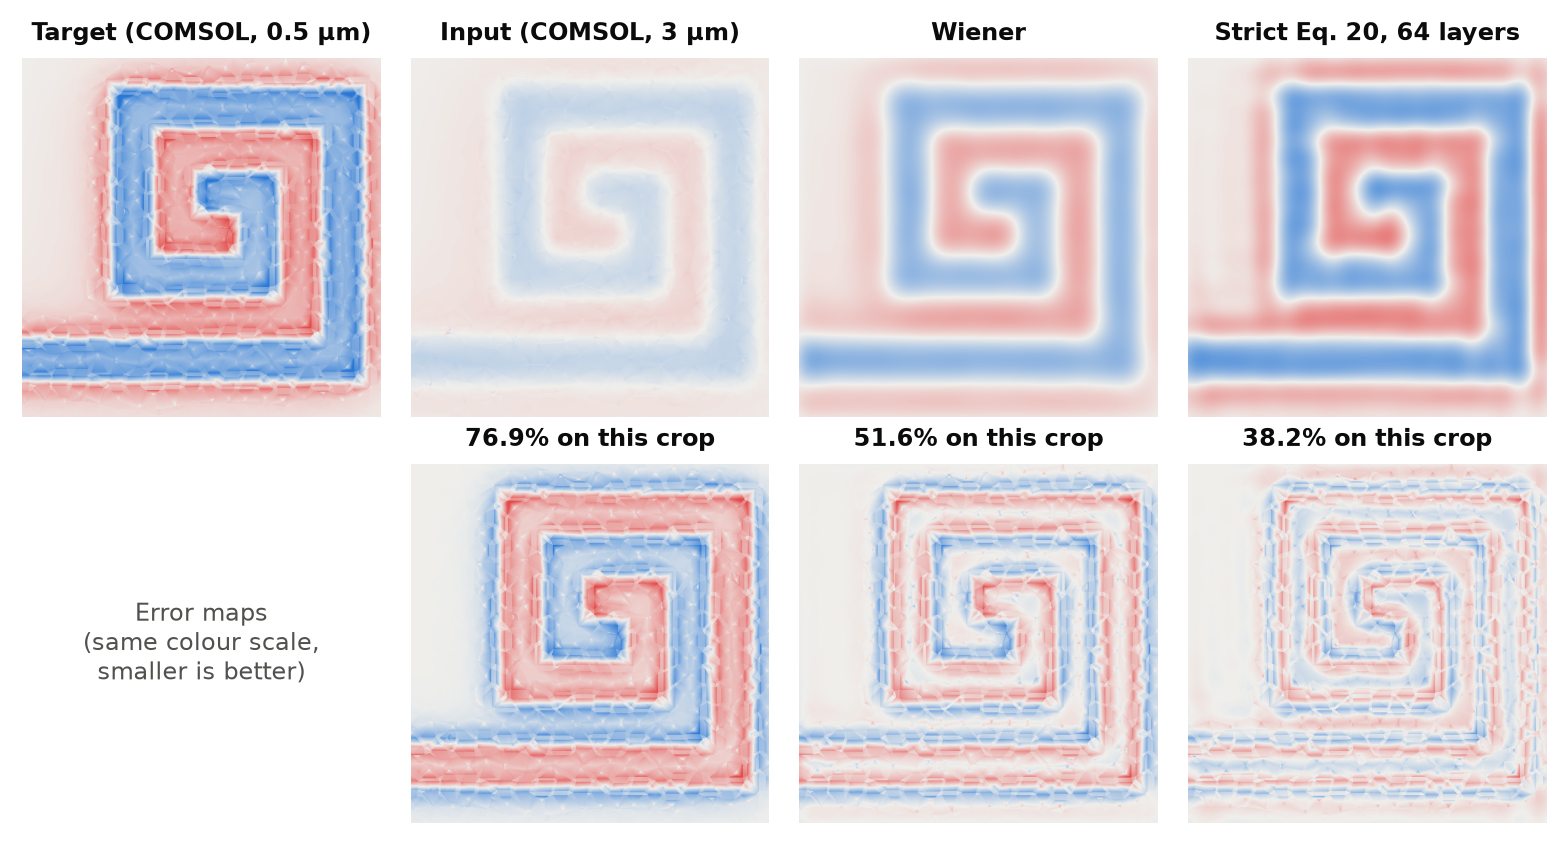 Target (COMSOL, 0.5 µm)
Input (COMSOL, 3 µm)
Wiener
Strict Eq. 20, 64 layers
76.9% on this crop
51.6% on this crop
38.2% on this crop
Error maps
(same colour scale,
smaller is better)